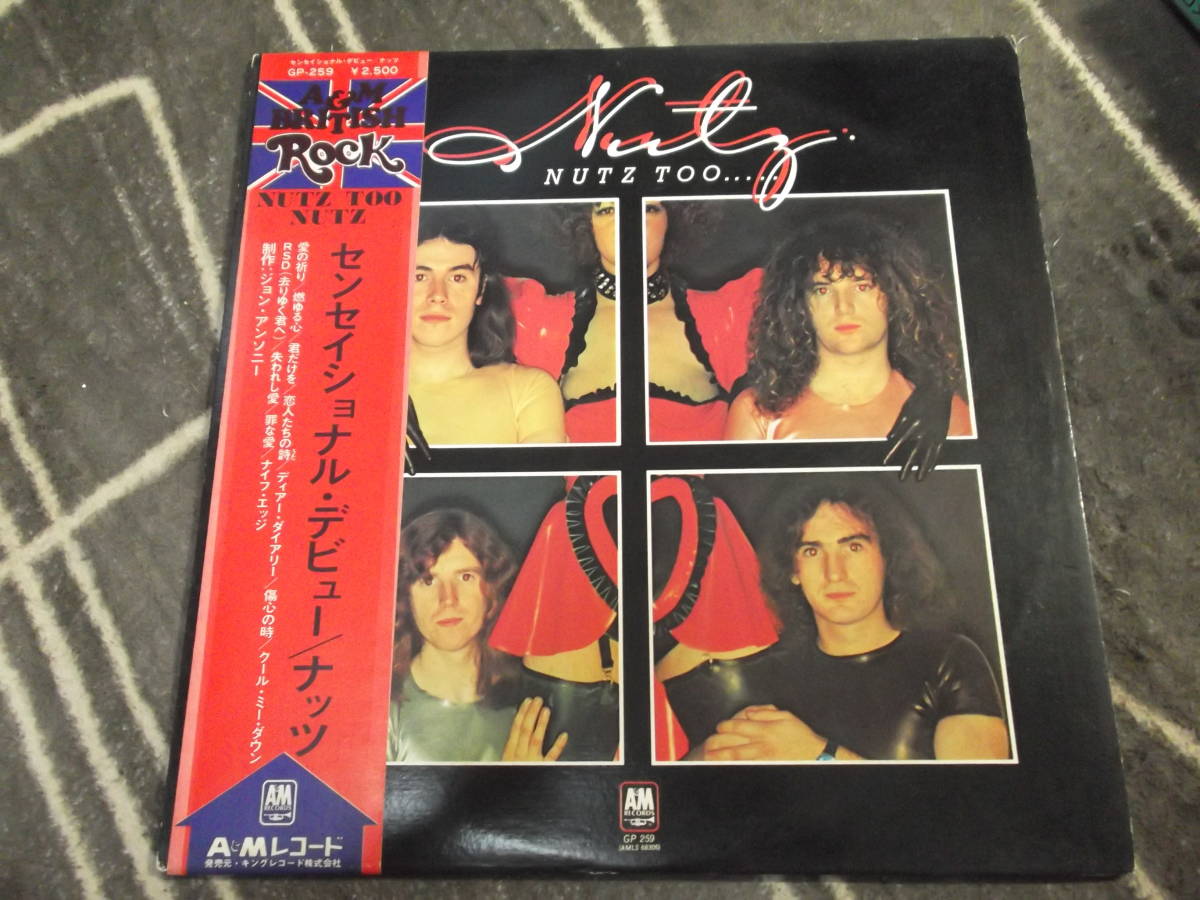 センセイショナル・デビュー／ナッツ
GP-259 ¥2,500
A&M
BRITISH
ROCK
NUTZ TOO
NUTZ
センセイショナル・デビュー／ナッツ
愛の祈り／燃ゆる心／君だけを／恋人たちの詩／ディアー・ダイアリー／傷心の時／クール・ミー・ダウン
RSD(去りゆく君へ)／失われし愛／罪な愛／ナイフ・エッジ
制作:ジョン・アンソニー
A&M
RECORDS
A&Mレコード
発売元・キングレコード株式会社
Nutz
NUTZ TOO.....
A&M
RECORDS
GP 259
(AMLS 68306)